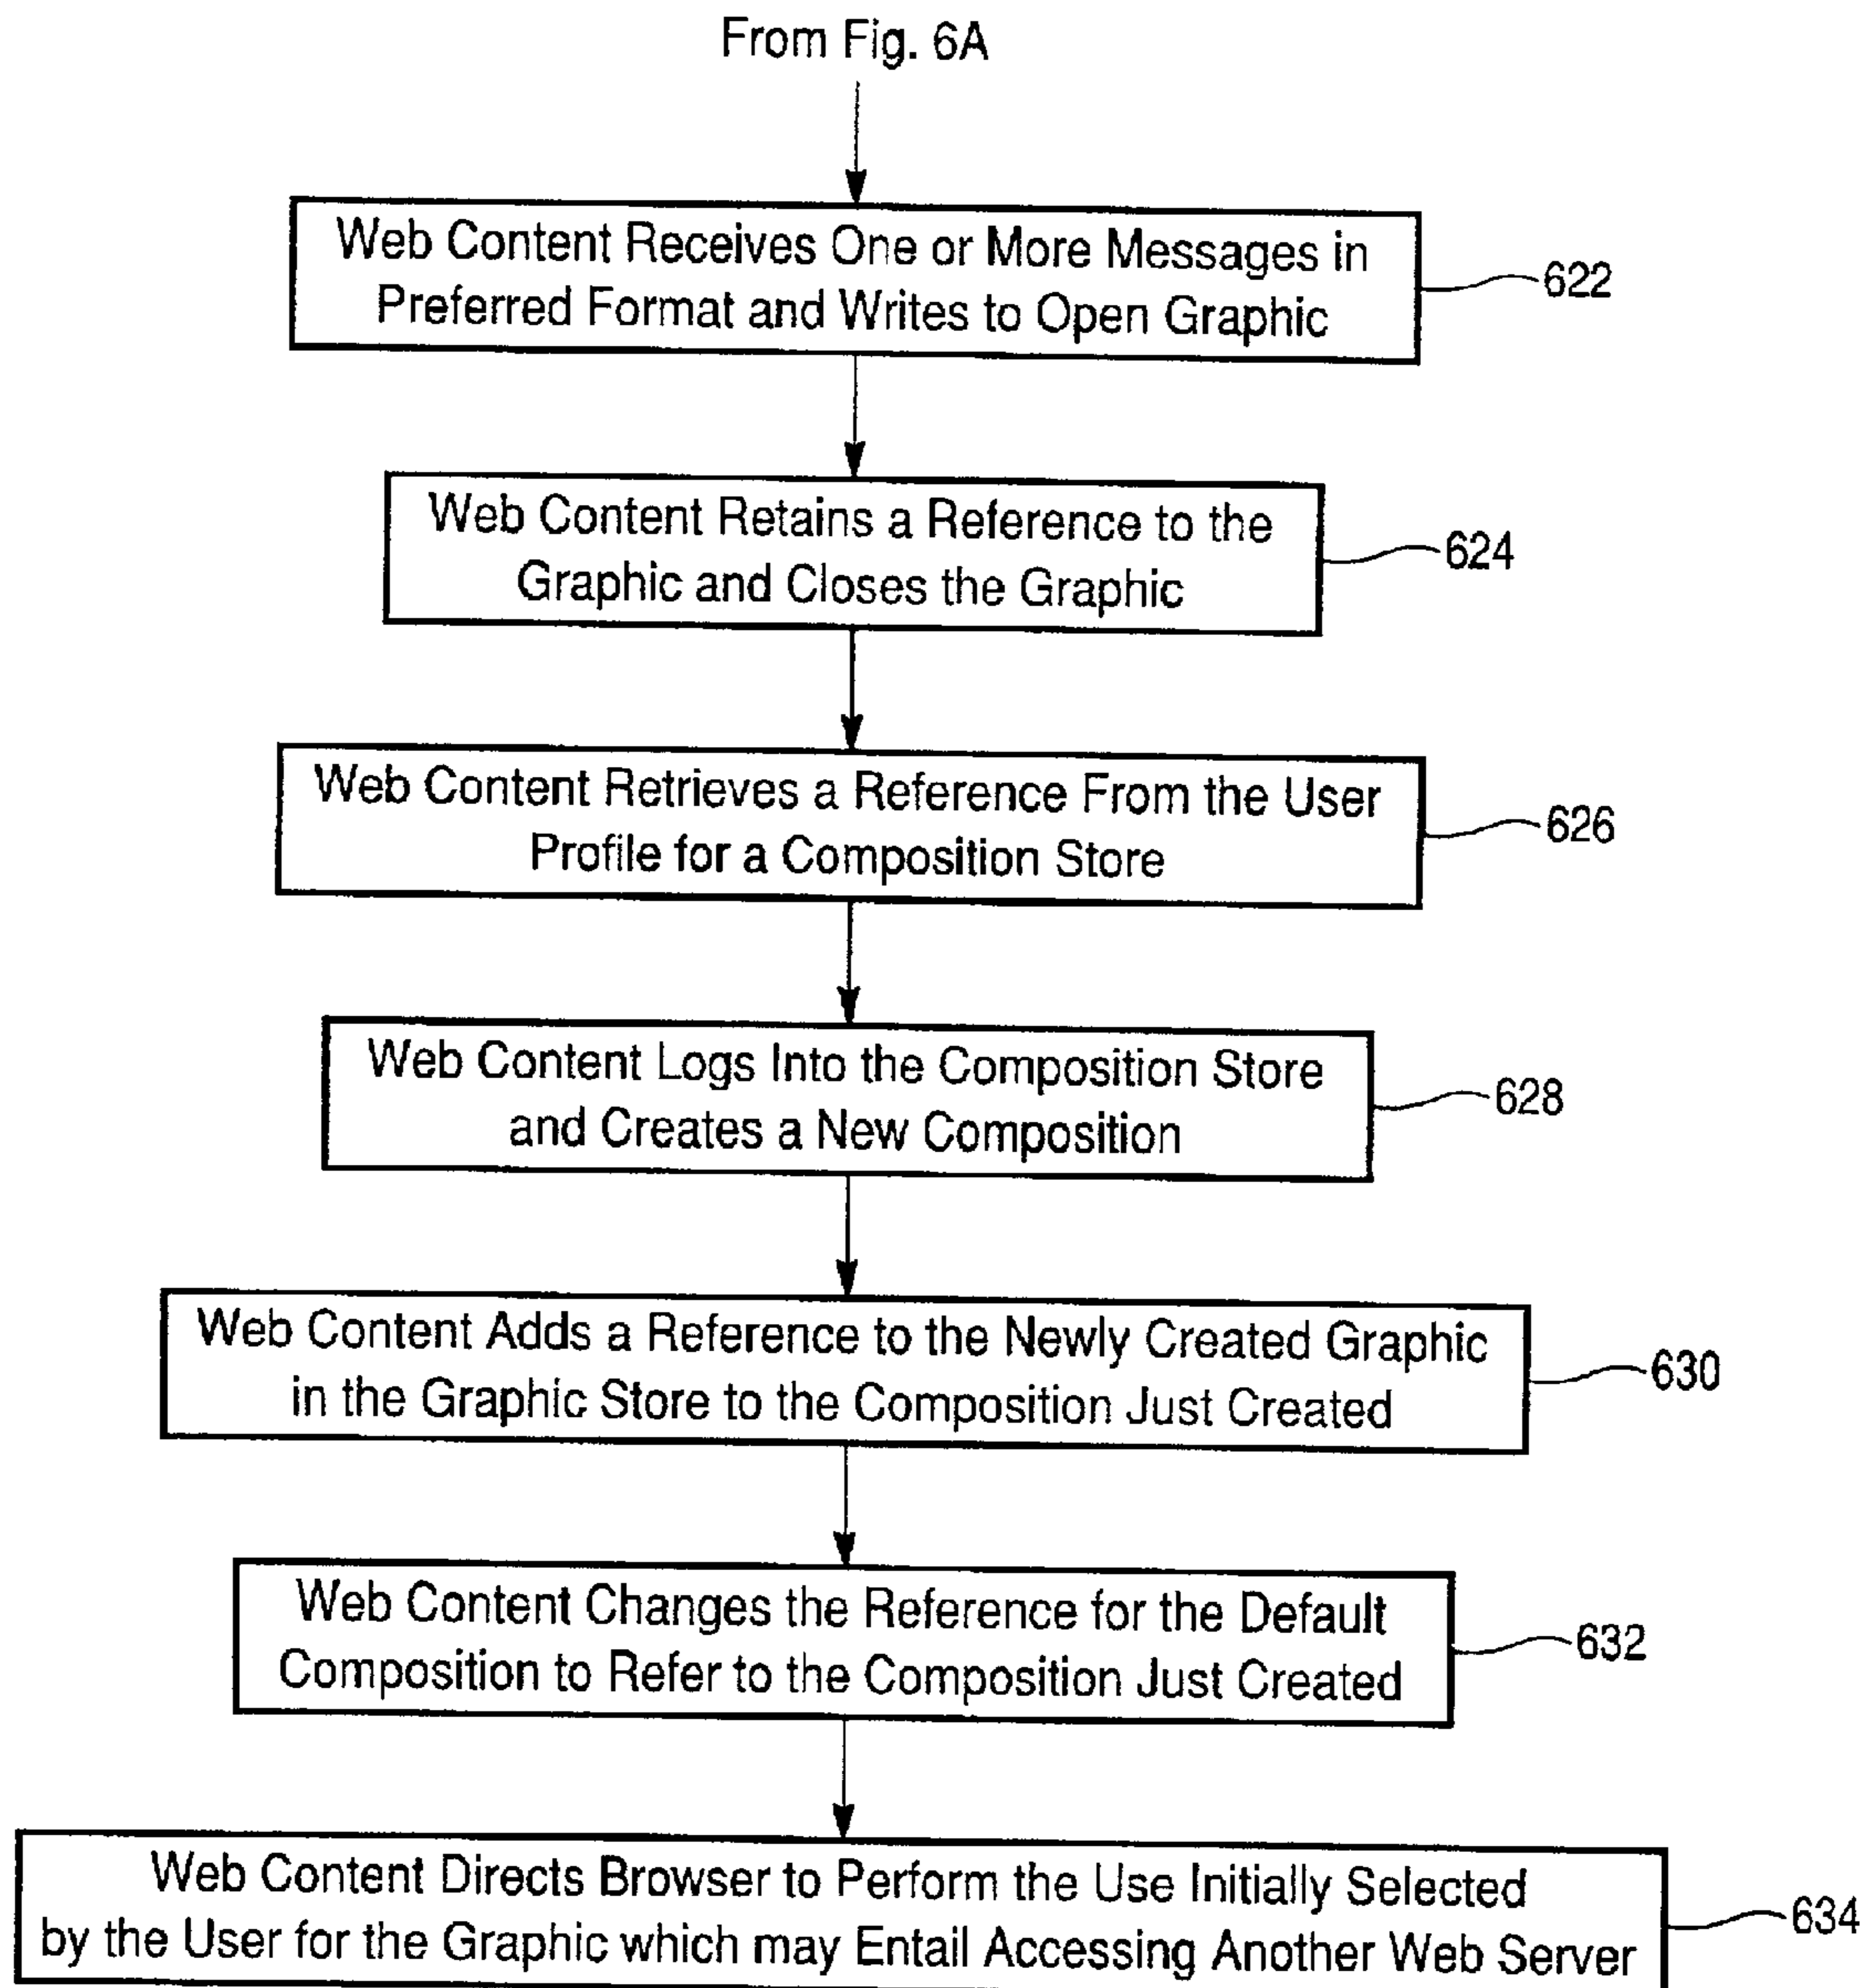 From Fig. 6A
Web Content Receives One or More Messages in
Preferred Format and Writes to Open Graphic
622
Web Content Retains a Reference to the
Graphic and Closes the Graphic
624
Web Content Retrieves a Reference From the User
Profile for a Composition Store
626
Web Content Logs Into the Composition Store
and Creates a New Composition
628
Web Content Adds a Reference to the Newly Created Graphic
in the Graphic Store to the Composition Just Created
630
Web Content Changes the Reference for the Default
Composition to Refer to the Composition Just Created
632
Web Content Directs Browser to Perform the Use Initially Selected
by the User for the Graphic which may Entail Accessing Another Web Server
634